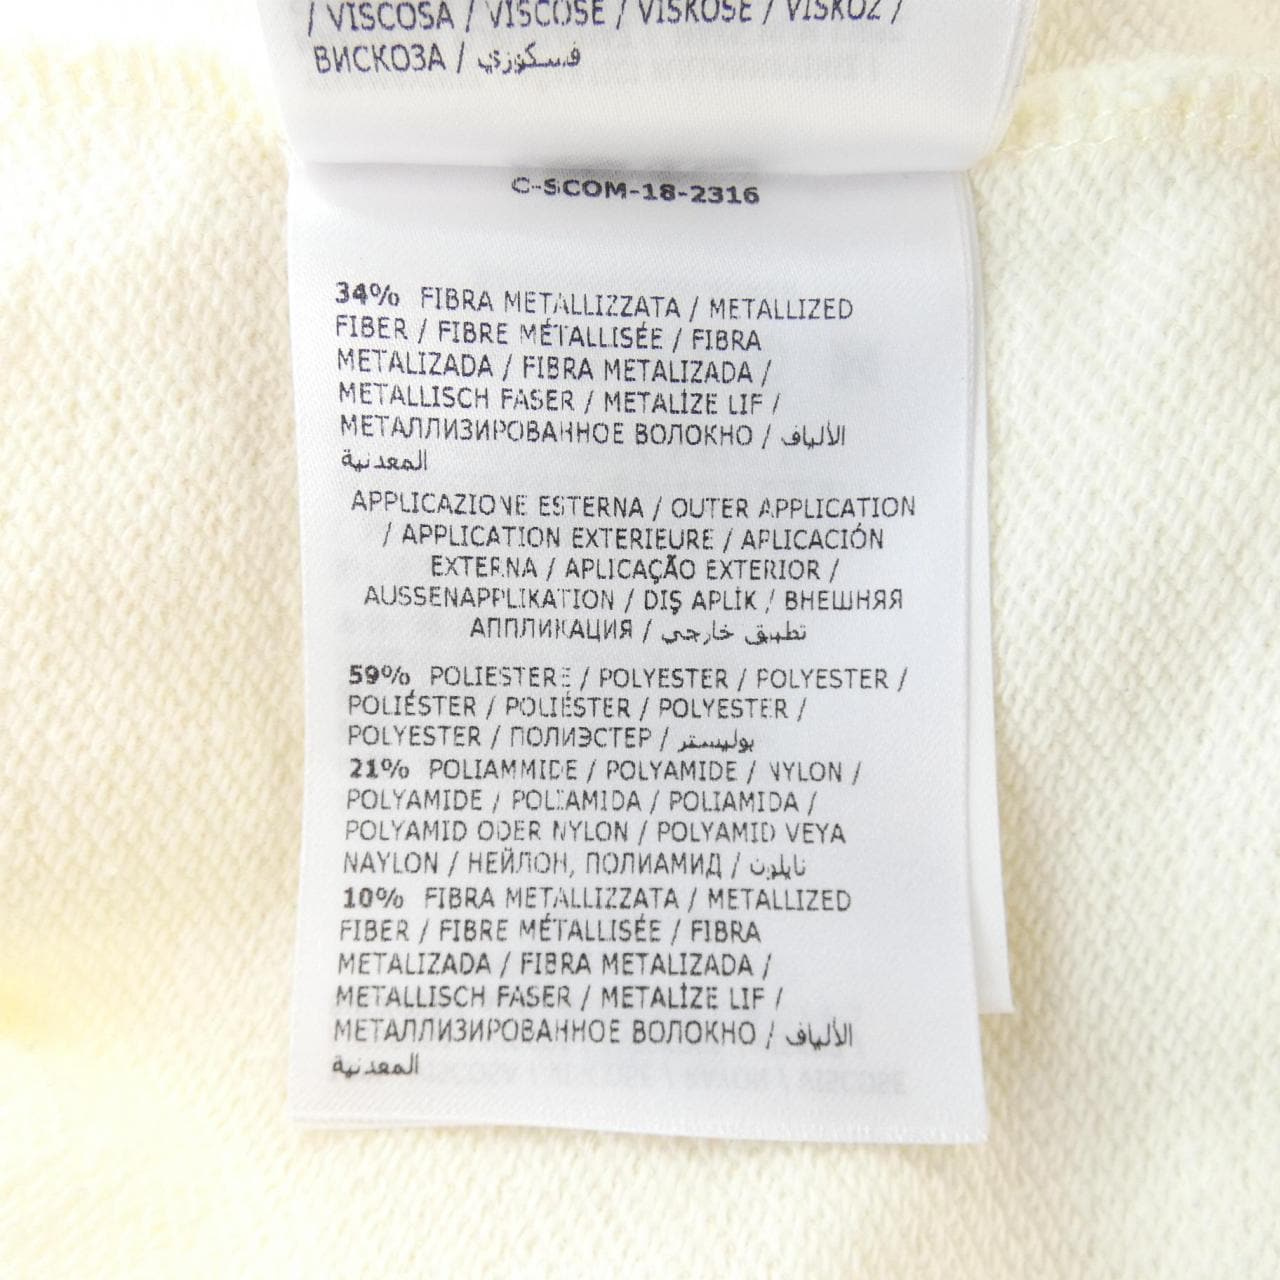 / VISCOSA / VISCOSE / VISKOSE / VISKOZ /
ВИСКОЗА / فسكوزي
C-SCOM-18-2316
34% FIBRA METALLIZZATA / METALLIZED
FIBER / FIBRE MÉTALLISÉE / FIBRA
METALIZADA / FIBRA METALIZADA /
METALLISCH FASER / METALİZE LIF /
МЕТАЛЛИЗИРОВАННОЕ ВОЛОКНО / الألياف
المعدنية
APPLICAZIONE ESTERNA / OUTER APPLICATION
/ APPLICATION EXTERIEURE / APLICACIÓN
EXTERNA / APLICAÇÃO EXTERIOR /
AUSSENAPPLIKATION / DIŞ APLİK / ВНЕШНЯЯ
АППЛИКАЦИЯ / تطبيق خارجي
59% POLIESTERE / POLYESTER / POLYESTER /
POLIÉSTER / POLIÉSTER / POLYESTER /
POLYESTER / ПОЛИЭСТЕР / بوليستر
21% POLIAMMIDE / POLYAMIDE / NYLON /
POLYAMIDE / POLIAMIDA / POLIAMIDA /
POLYAMID ODER NYLON / POLYAMID VEYA
NAYLON / НЕЙЛОН, ПОЛИАМИД / نايلون
10% FIBRA METALLIZZATA / METALLIZED
FIBER / FIBRE MÉTALLISÉE / FIBRA
METALIZADA / FIBRA METALIZADA /
METALLISCH FASER / METALİZE LIF /
МЕТАЛЛИЗИРОВАННОЕ ВОЛОКНО / الألياف
المعدنية